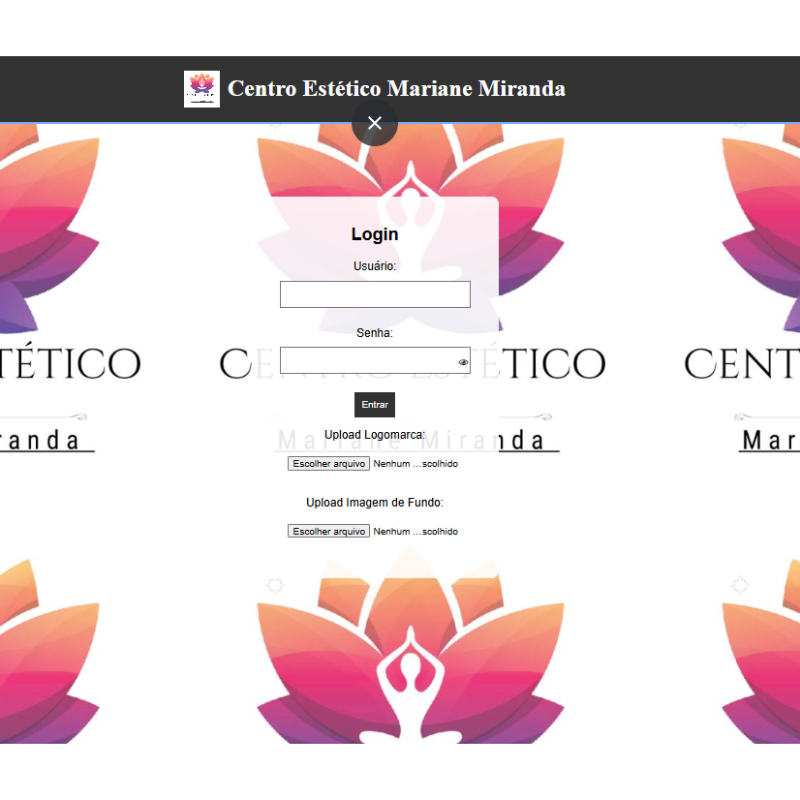 Centro Estético Mariane Miranda
Login
Usuário:
TÉTICO
CENTRO ESTÉTICO
CENT
Senha:
Entrar
randa
Mariane Miranda
Mar
Upload Logomarca:
Escolher arquivo Nenhum ...scolhido
Upload Imagem de Fundo:
Escolher arquivo Nenhum ...scolhido